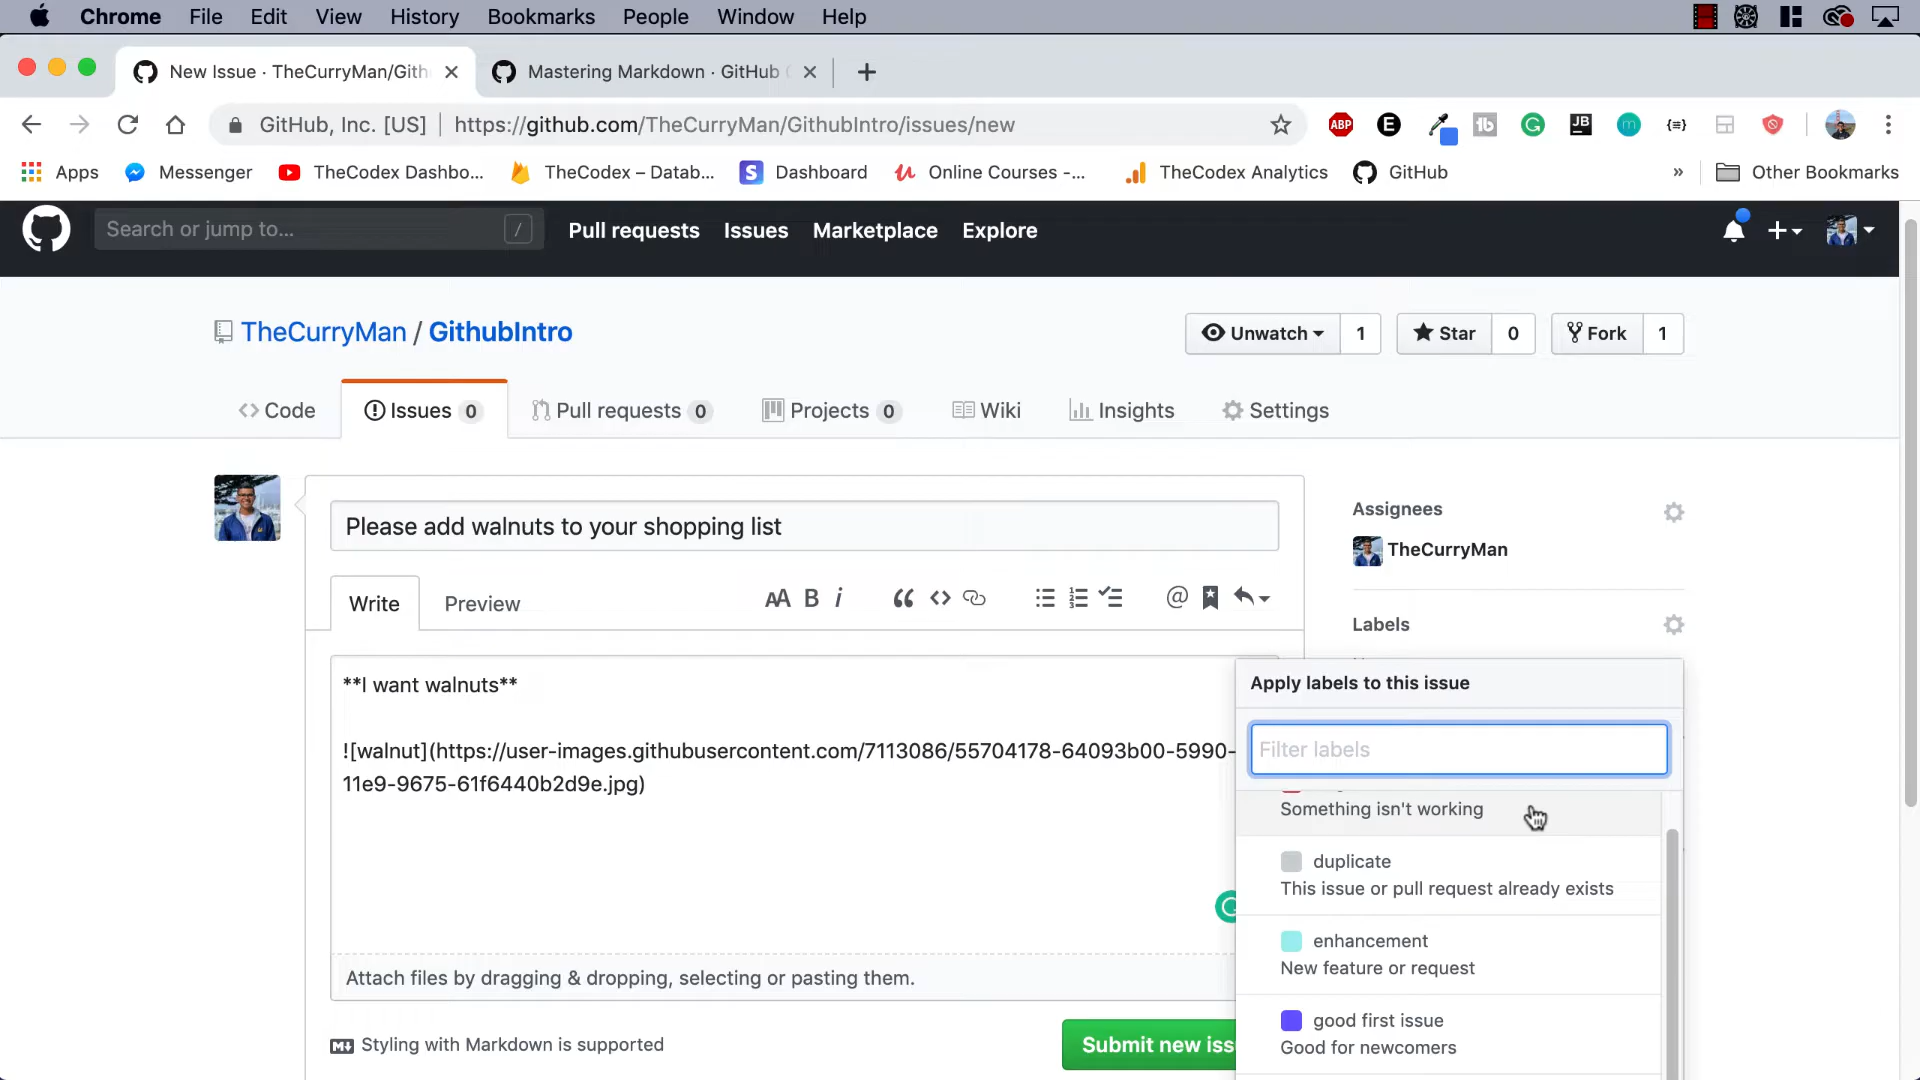 Chrome File Edit View History Bookmarks People Window Help
New Issue · TheCurryMan/Gith
Mastering Markdown · GitHub
GitHub, Inc. [US] https://github.com/TheCurryMan/GithubIntro/issues/new
ABP E tb G JB m {≡}
Apps Messenger TheCodex Dashbo... TheCodex – Datab... S Dashboard Online Courses -... TheCodex Analytics GitHub » Other Bookmarks
Search or jump to... / Pull requests Issues Marketplace Explore
TheCurryMan / GithubIntro
Unwatch 1 Star 0 Fork 1
Code Issues 0 Pull requests 0 Projects 0 Wiki Insights Settings
Please add walnuts to your shopping list
Assignees
TheCurryMan
Write Preview AA B i @
Labels
**I want walnuts**
![walnut](https://user-images.githubusercontent.com/7113086/55704178-64093b00-5990-
11e9-9675-61f6440b2d9e.jpg)
Apply labels to this issue
Filter labels
Something isn't working
duplicate
This issue or pull request already exists
enhancement
New feature or request
good first issue
Good for newcomers
Attach files by dragging & dropping, selecting or pasting them.
Styling with Markdown is supported
Submit new iss